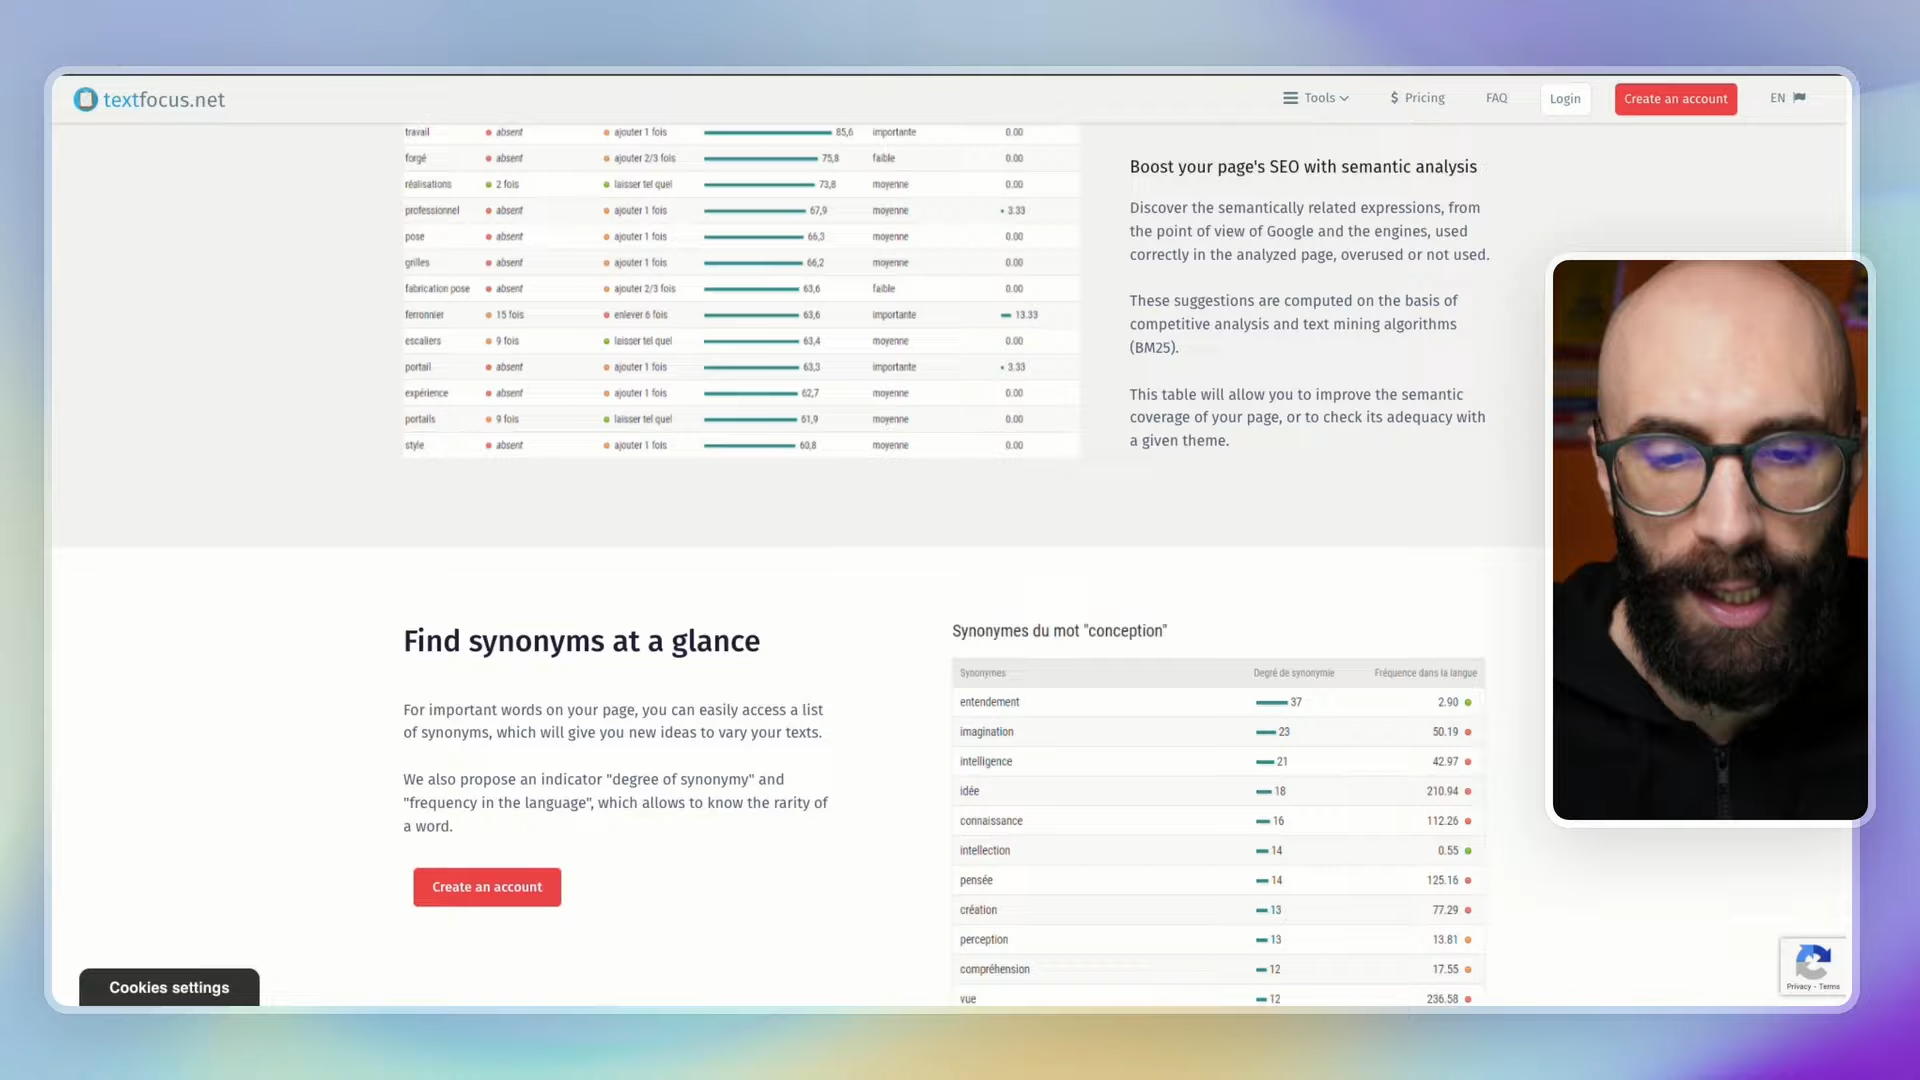 textfocus.net
Tools
$ Pricing
FAQ
Login
Create an account
EN
travail absent ajouter 1 fois 85,6 importante 0.00
forgé absent ajouter 2/3 fois 75,8 faible 0.00
réalisations 2 fois laisser tel quel 73,8 moyenne 0.00
professionnel absent ajouter 1 fois 67,9 moyenne 3.33
pose absent ajouter 1 fois 66,3 moyenne 0.00
grilles absent ajouter 1 fois 66,2 moyenne 0.00
fabrication pose absent ajouter 2/3 fois 63,6 faible 0.00
ferronnier 15 fois enlever 6 fois 63,6 importante 13.33
escaliers 9 fois laisser tel quel 63,4 moyenne 0.00
portail absent ajouter 1 fois 63,3 importante 3.33
expérience absent ajouter 1 fois 62,7 moyenne 0.00
portails 9 fois laisser tel quel 61,9 moyenne 0.00
style absent ajouter 1 fois 60,8 moyenne 0.00
Boost your page's SEO with semantic analysis
Discover the semantically related expressions, from
the point of view of Google and the engines, used
correctly in the analyzed page, overused or not used.
These suggestions are computed on the basis of
competitive analysis and text mining algorithms
(BM25).
This table will allow you to improve the semantic
coverage of your page, or to check its adequacy with
a given theme.
Find synonyms at a glance
For important words on your page, you can easily access a list
of synonyms, which will give you new ideas to vary your texts.
We also propose an indicator "degree of synonymy" and
"frequency in the language", which allows to know the rarity of
a word.
Create an account
Synonymes du mot "conception"
Synonymes Degré de synonymie Fréquence dans la langue
entendement 37 2.90
imagination 23 50.19
intelligence 21 42.97
idée 18 210.94
connaissance 16 112.26
intellection 14 0.55
pensée 14 125.16
création 13 77.29
perception 13 13.81
compréhension 12 17.55
vue 12 236.58
Cookies settings
Privacy - Terms